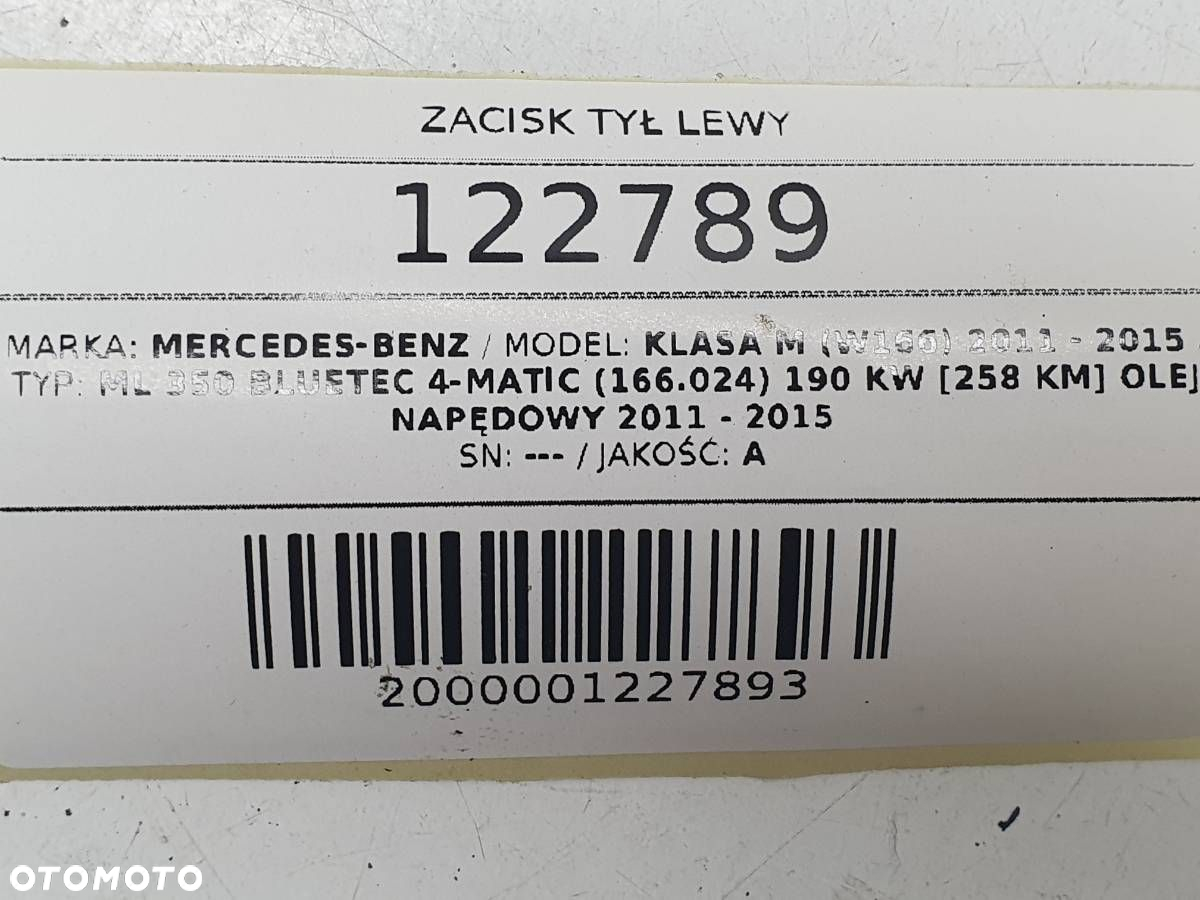 ZACISK TYŁ LEWY
122789
MARKA: MERCEDES-BENZ / MODEL: KLASA M (W166) 2011 - 2015
TYP: ML 350 BLUETEC 4-MATIC (166.024) 190 KW [258 KM] OLEJ
NAPĘDOWY 2011 - 2015
SN: --- / JAKOŚĆ: A
2000001227893
OTOMOTO